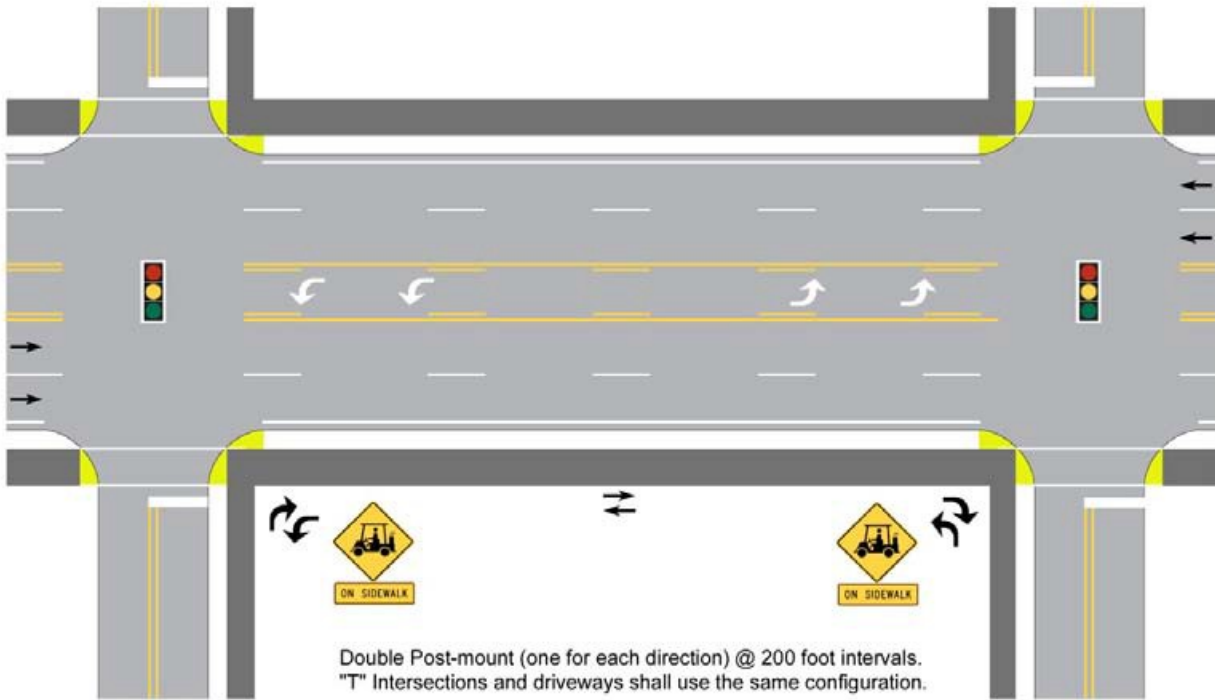 ON SIDEWALK
ON SIDEWALK
Double Post-mount (one for each direction) @ 200 foot intervals.
"T" Intersections and driveways shall use the same configuration.